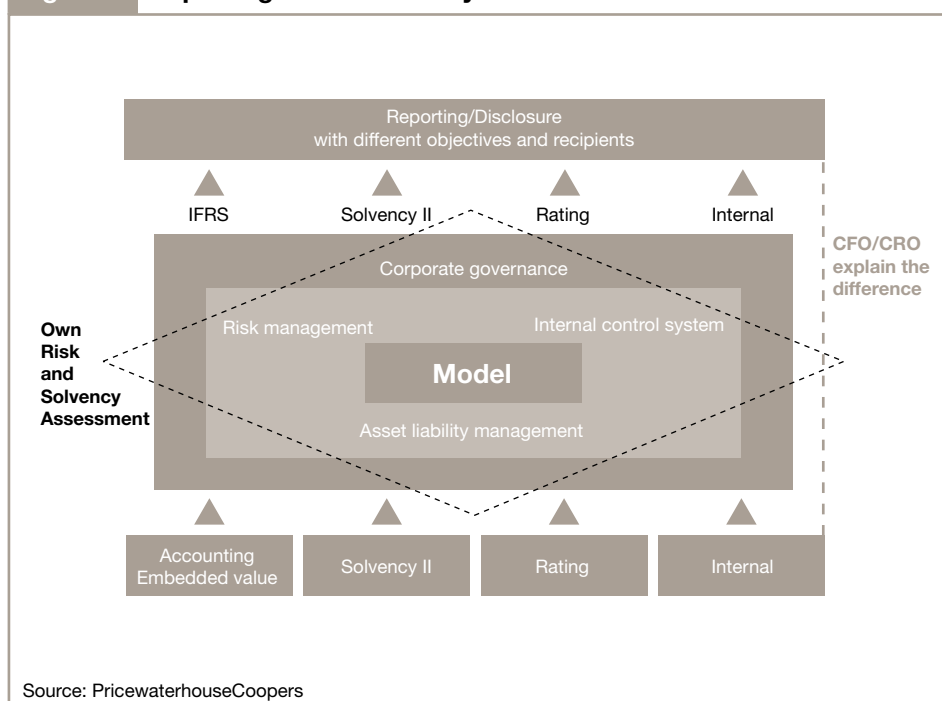 Reporting/Disclosure
with different objectives and recipients
IFRS
Solvency II
Rating
Internal
Corporate governance
CFO/CRO
explain the
difference
Risk management
Internal control system
Own
Risk
and
Solvency
Assessment
Model
Asset liability management
Accounting
Embedded value
Solvency II
Rating
Internal
Source: PricewaterhouseCoopers